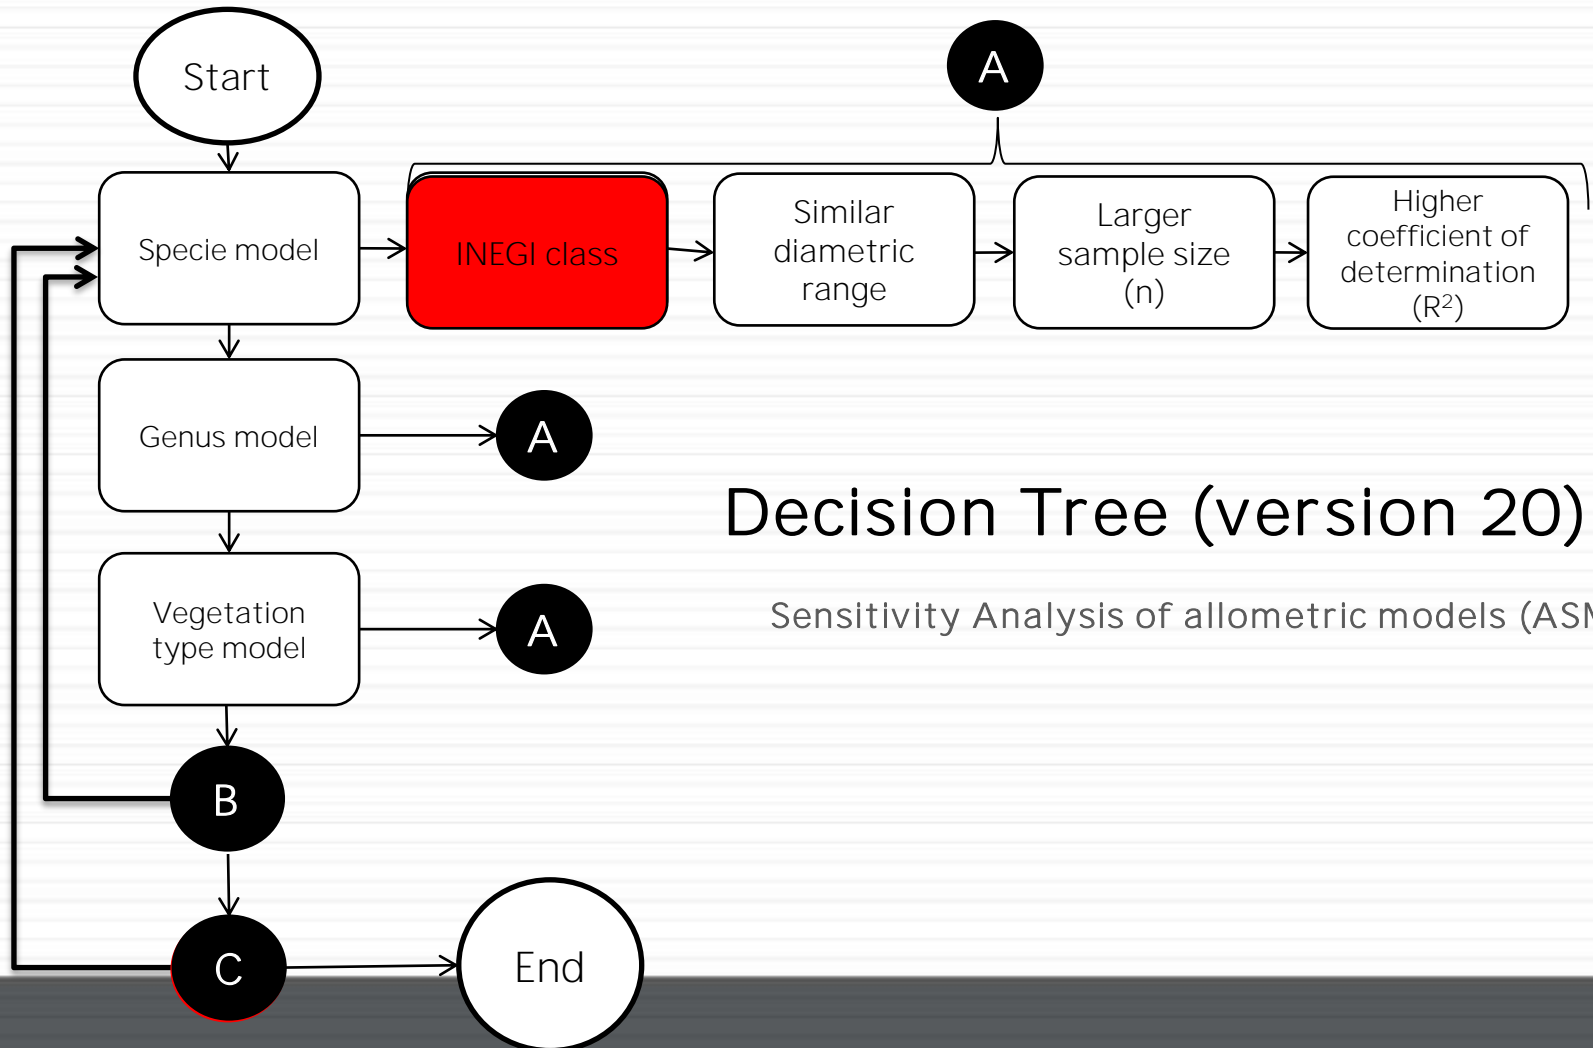 Start
A
Specie model
INEGI class
Similar
diametric
range
Larger
sample size
(n)
Higher
coefficient of
determination
(R²)
Genus model
A
Decision Tree (version 20)
Vegetation
type model
A
Sensitivity Analysis of allometric models
B
C
End